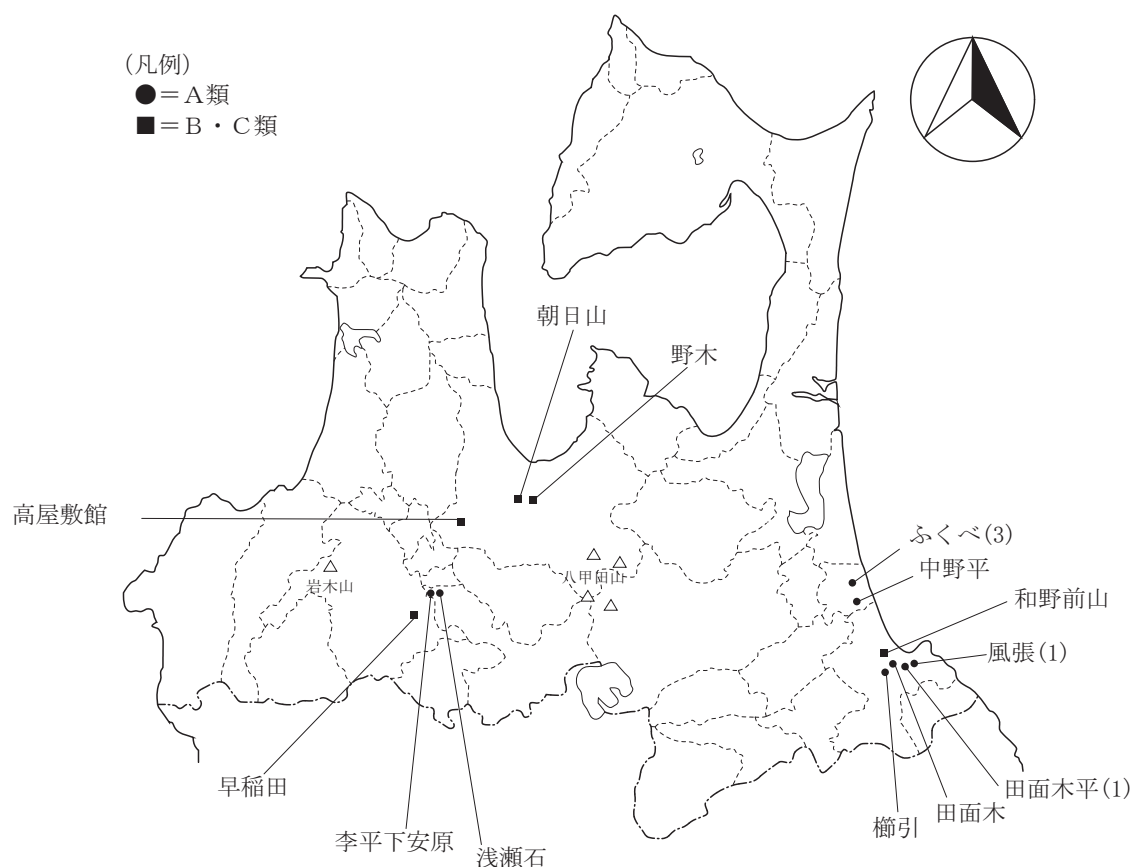 (凡例)
●=A類
■=B・C類
朝日山
野木
高屋敷館
ふくべ(3)
中野平
八甲田山
岩木山
和野前山
風張(1)
早稲田
田面木平(1)
田面木
櫛引
李平下安原
浅瀬石